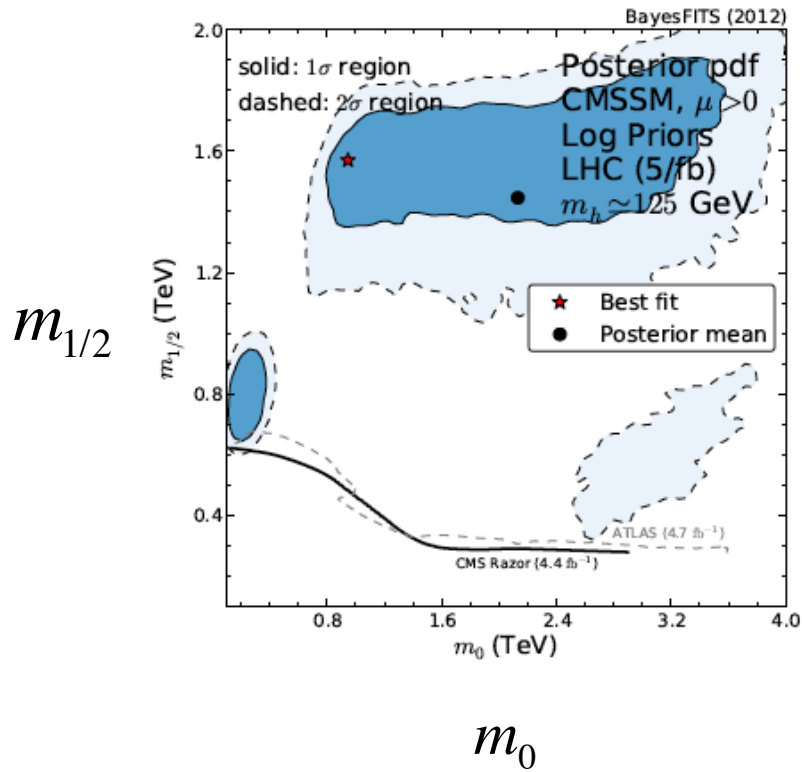 BayesFITS (2012)
2.0
solid: 1σ region
dashed: 2σ region
Posterior pdf
CMSSM, μ >0
Log Priors
LHC (5/fb)
m_h ≃125 GeV
1.6
1.2
Best fit
Posterior mean
m_{1/2}
m_{1/2} (TeV)
0.8
0.4
ATLAS (4.7 fb⁻¹)
CMS Razor (4.4 fb⁻¹)
0.8 1.6 2.4 3.2 4.0
m₀ (TeV)
m₀